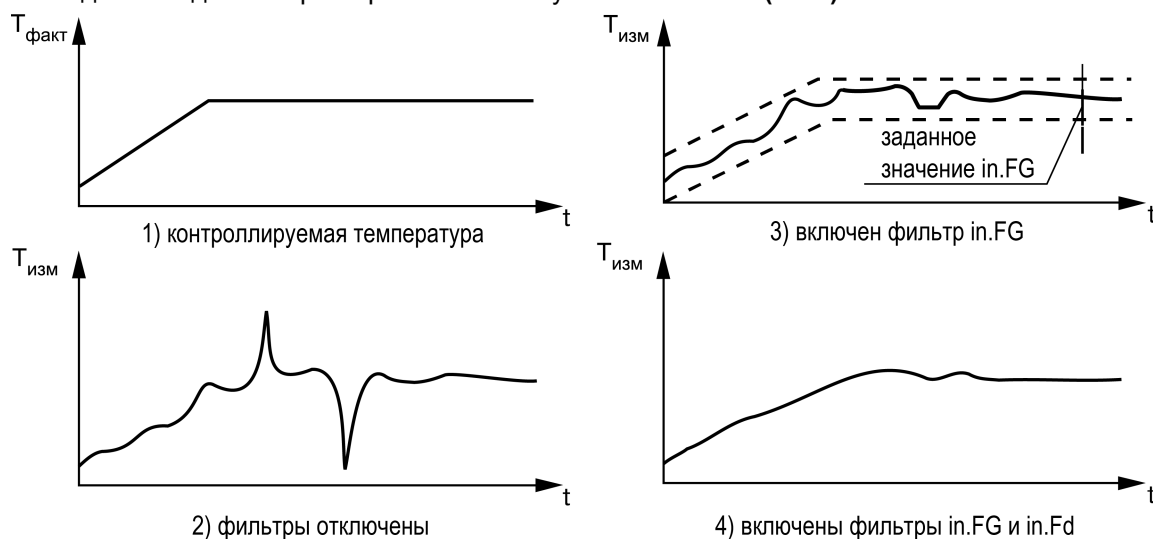 Tфакт
t
1) контроллируемая температура
Tизм
заданное
значение in.FG
t
3) включен фильтр in.FG
Tизм
t
2) фильтры отключены
Tизм
t
4) включены фильтры in.FG и in.Fd